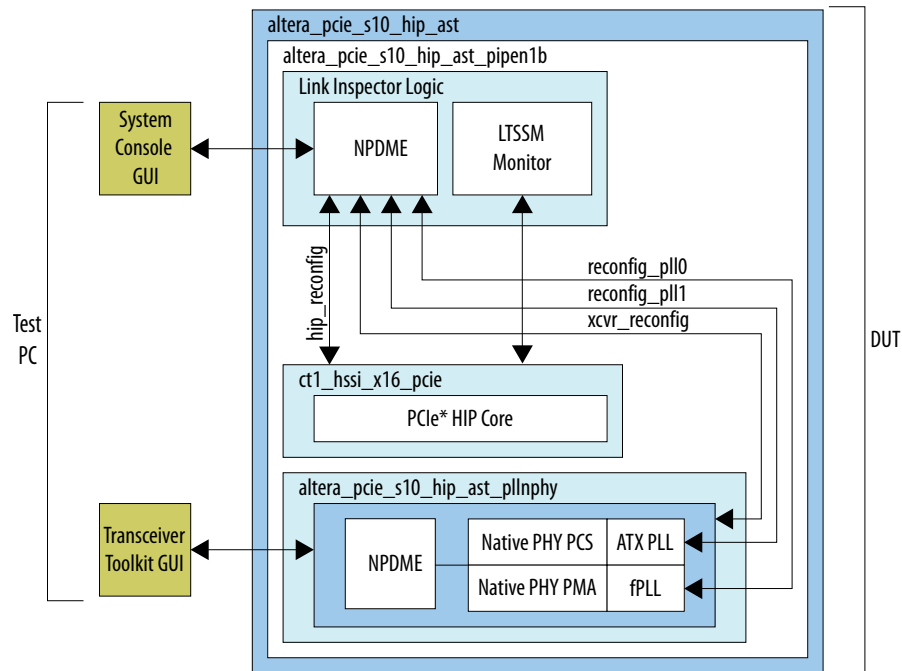 altera_pcie_s10_hip_ast
altera_pcie_s10_hip_ast_pipen1b
Link Inspector Logic
System
Console
GUI
NPDME
LTSSM
Monitor
hip_reconfig
reconfig_pll0
reconfig_pll1
xcvr_reconfig
Test
PC
DUT
ct1_hssi_x16_pcie
PCIe* HIP Core
altera_pcie_s10_hip_ast_pllnphy
Transceiver
Toolkit GUI
NPDME
Native PHY PCS
ATX PLL
Native PHY PMA
fPLL